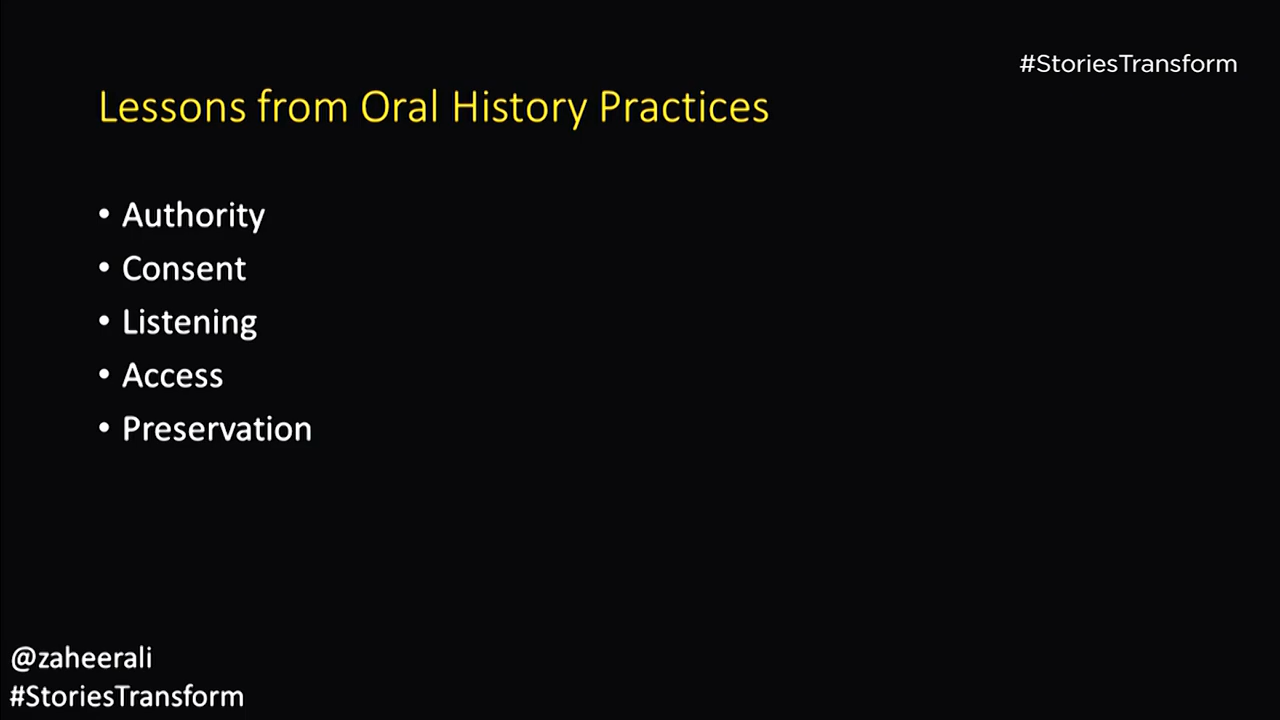 #StoriesTransform
Lessons from Oral History Practices
• Authority
• Consent
• Listening
• Access
• Preservation
@zaheerali
#StoriesTransform